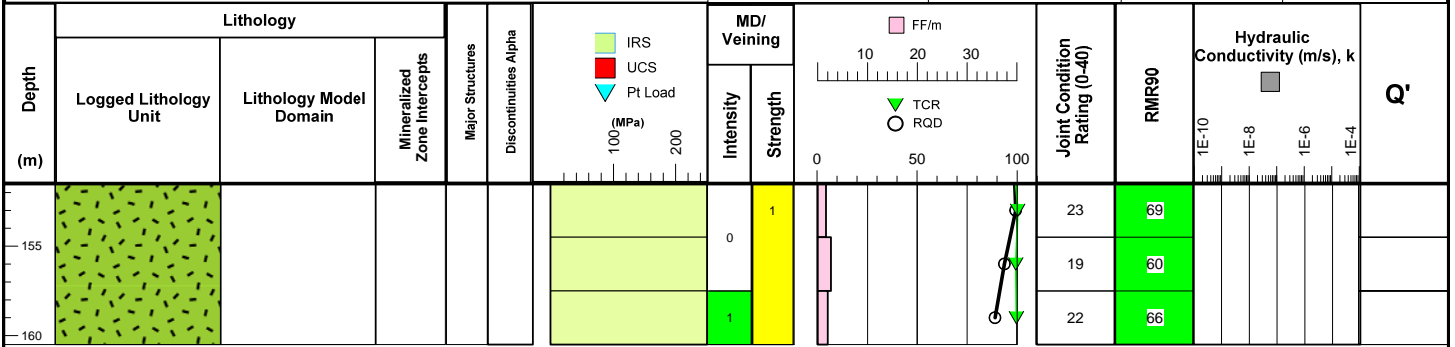 Lithology
Depth
(m)
Logged Lithology
Unit
Lithology Model
Domain
Mineralized
Zone Intercepts
Major Structures
Discontinuities Alpha
IRS
UCS
Pt Load
(MPa)
100
200
MD/
Veining
Intensity
Strength
FF/m
10 20 30
TCR
RQD
0 50 100
Joint Condition
Rating (0-40)
RMR90
Hydraulic
Conductivity (m/s), k
1E-10
1E-8
1E-6
1E-4
Q'
1 23 69
155 0
19 60
1 22 66
160